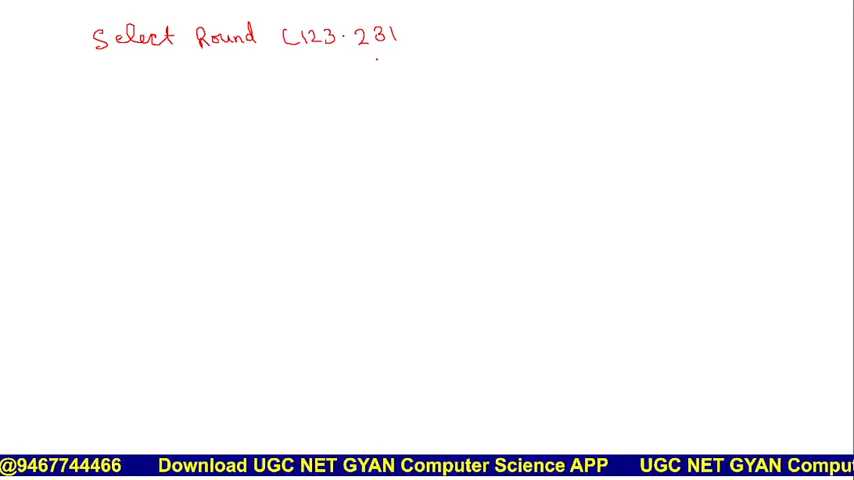 Select Round (123.231
@9467744466 Download UGC NET GYAN Computer Science APP UGC NET GYAN Comput